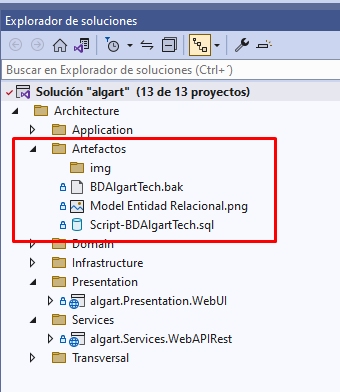 Explorador de soluciones
Buscar en Explorador de soluciones (Ctrl+´)
Solución "algart" (13 de 13 proyectos)
Architecture
Application
Artefactos
img
BDAlgartTech.bak
Model Entidad Relacional.png
Script-BDAlgartTech.sql
Domain
Infrastructure
Presentation
algart.Presentation.WebUI
Services
algart.Services.WebAPIRest
Transversal